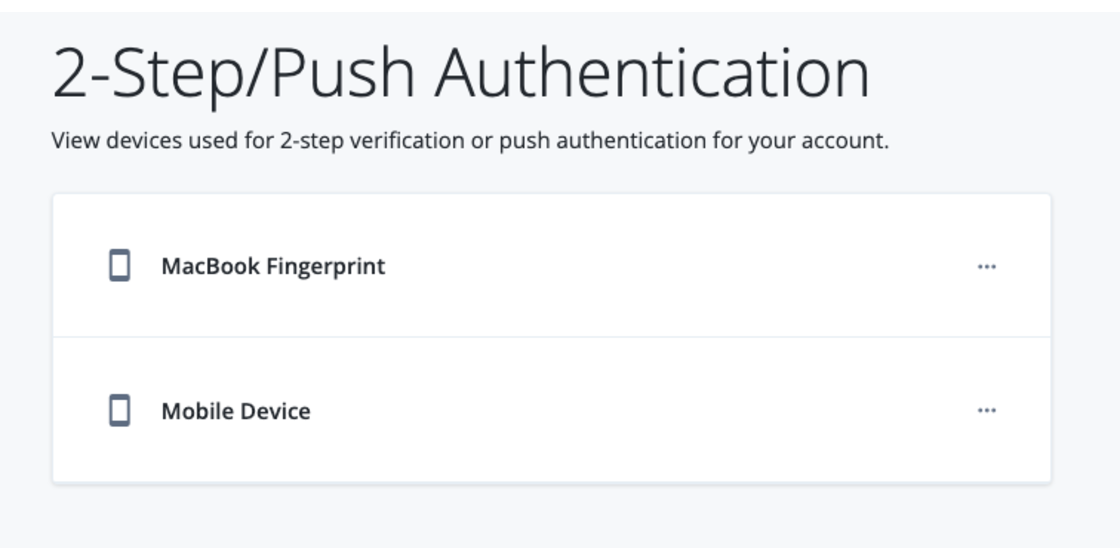 2-Step/Push Authentication
View devices used for 2-step verification or push authentication for your account.
MacBook Fingerprint
Mobile Device